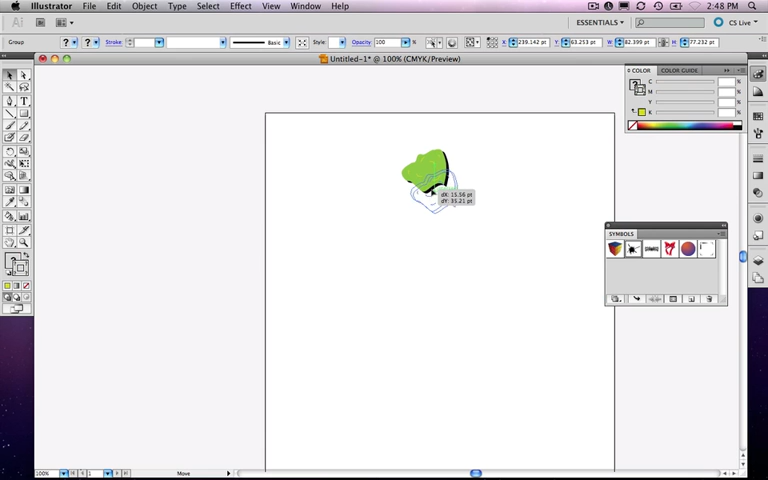 Illustrator File Edit Object Type Select Effect View Window Help 2:48 PM
Ai ESSENTIALS CS Live
Group ? ? Stroke: Basic Style: Opacity 100 % X 239.142 pt Y 63.253 pt W 82.399 pt H 77.232 pt
Untitled-1* @ 100% (CMYK/Preview)
COLOR COLOR GUIDE
C %
M %
Y %
K %
dX: 15.56 pt
dY: 35.21 pt
SYMBOLS
100% 1 Move